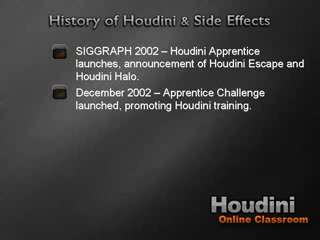 History of Houdini & Side Effects
SIGGRAPH 2002 – Houdini Apprentice
launches, announcement of Houdini Escape and
Houdini Halo.
December 2002 – Apprentice Challenge
launched, promoting Houdini training.
Houdini
Online Classroom